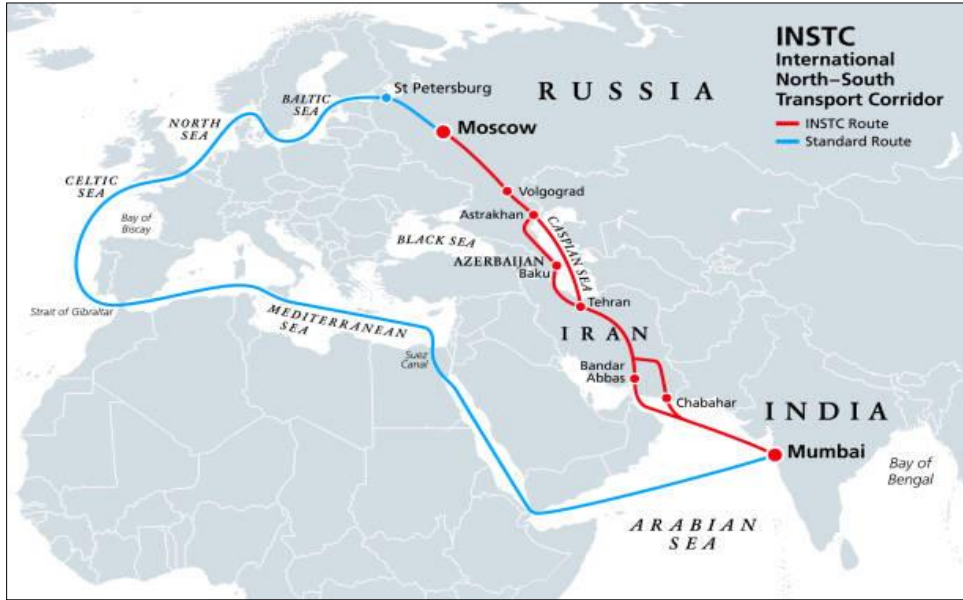 INSTC
International
North–South
Transport Corridor
INSTC Route
Standard Route
St Petersburg
RUSSIA
BALTIC
SEA
Moscow
NORTH
SEA
CELTIC
SEA
Volgograd
Bay of
Biscay
Astrakhan
CASPIAN SEA
BLACK SEA
AZERBAIJAN
Baku
Tehran
Strait of Gibraltar
MEDITERRANEAN
SEA
IRAN
Suez
Canal
Bandar
Abbas
Chabahar
INDIA
Mumbai
Bay of
Bengal
ARABIAN
SEA